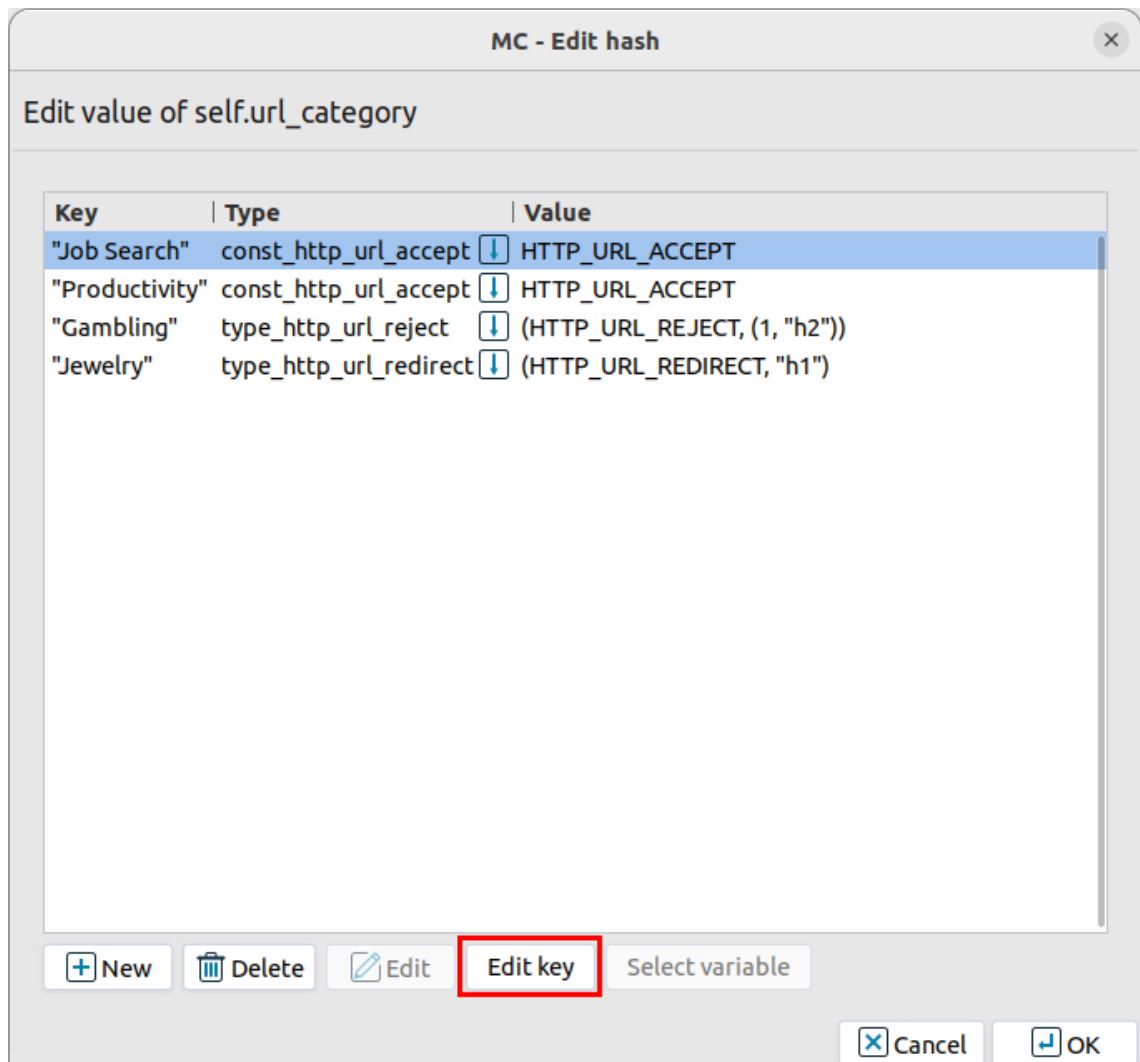 MC - Edit hash
Edit value of self.url_category
Key Type Value
"Job Search" const_http_url_accept HTTP_URL_ACCEPT
"Productivity" const_http_url_accept HTTP_URL_ACCEPT
"Gambling" type_http_url_reject (HTTP_URL_REJECT, (1, "h2"))
"Jewelry" type_http_url_redirect (HTTP_URL_REDIRECT, "h1")
New Delete Edit Edit key Select variable
Cancel OK